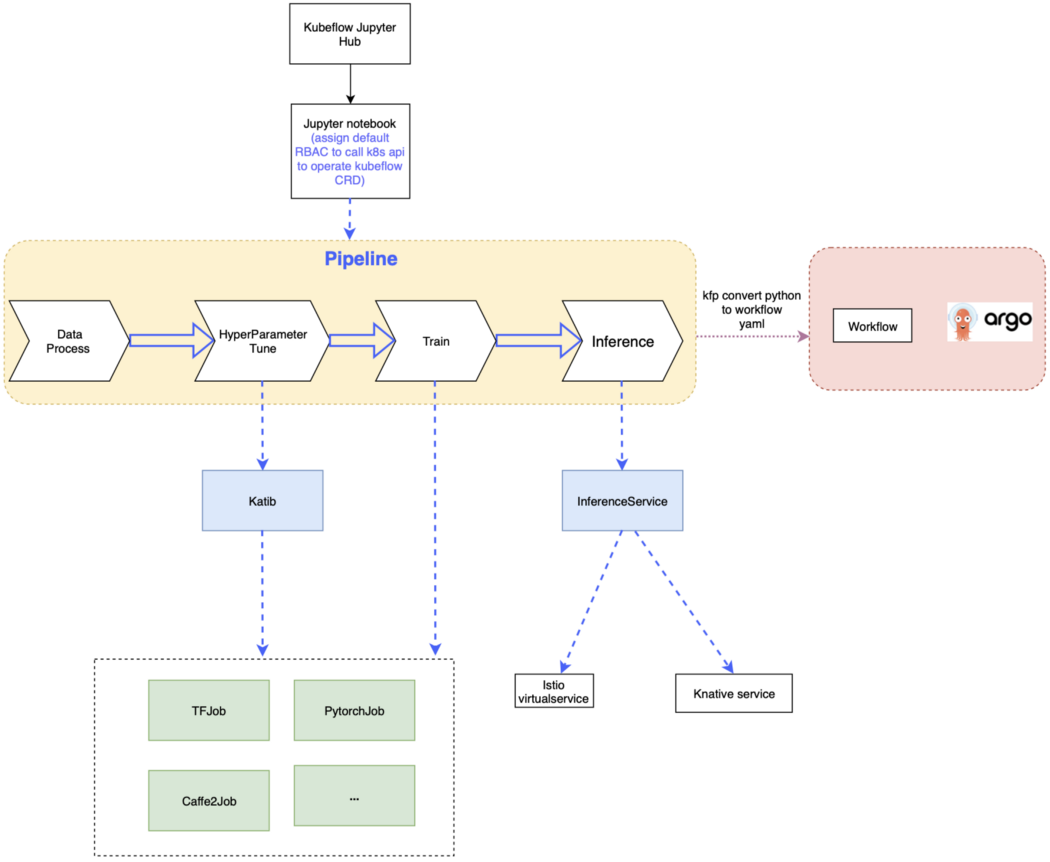 Kubeflow Jupyter
Hub
Jupyter notebook
(assign default
RBAC to call k8s api
to operate kubeflow
CRD)
Pipeline
Data
Process
HyperParameter
Tune
Train
Inference
kfp convert python
to workflow
yaml
Workflow
argo
Katib
InferenceService
TFJob
PytorchJob
Caffe2Job
...
Istio
virtualservice
Knative service